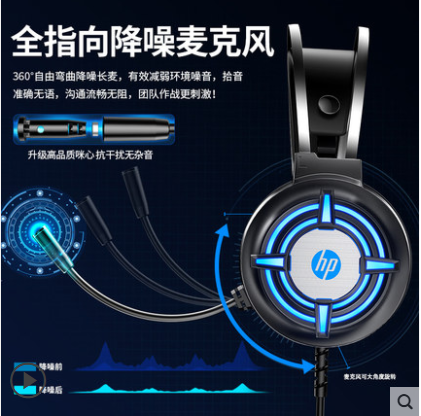 全指向降噪麦克风
360°自由弯曲降噪长麦，有效减弱环境噪音，拾音
准确无误，沟通流畅无阻，团队作战更刺激！
升级高品质咪心 抗干扰无杂音
hp
降噪前
降噪后
麦克风可大角度旋转